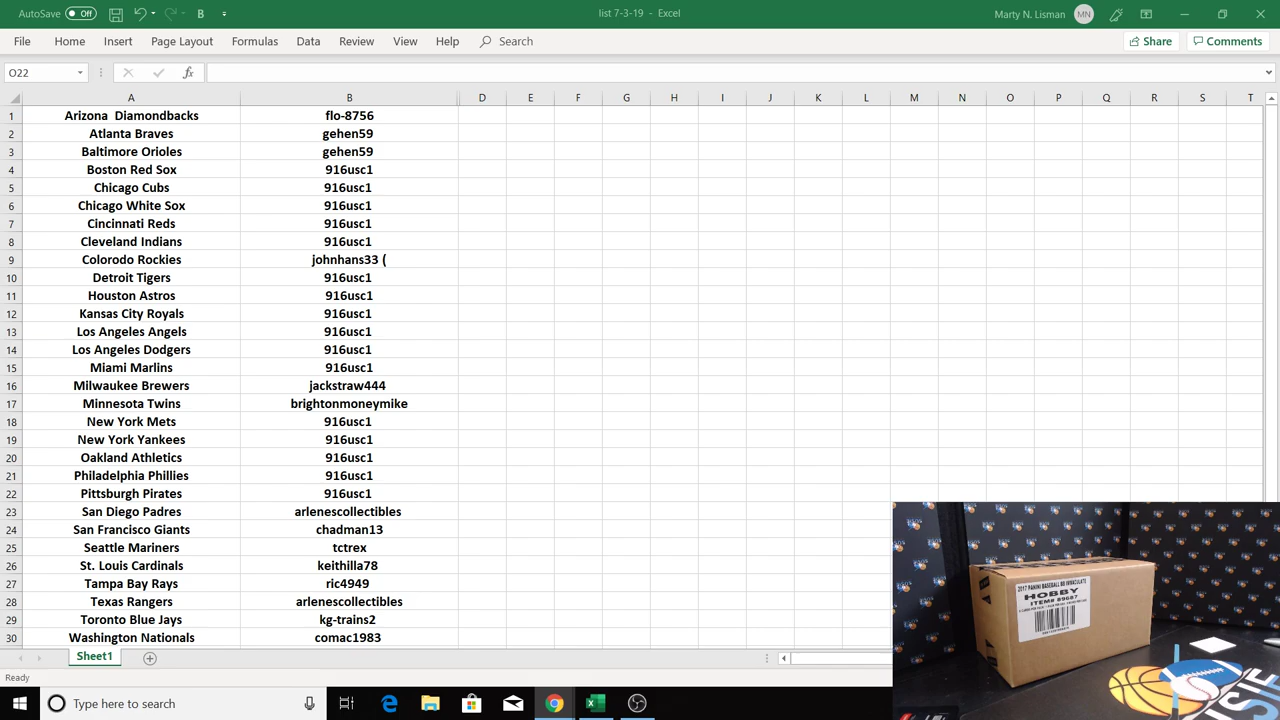 AutoSave Off B list 7-3-19 - Excel Marty N. Lisman MN
File Home Insert Page Layout Formulas Data Review View Help Search Share Comments
O22 fx
A B D E F G H I J K L M N O P Q R S T
1 Arizona Diamondbacks flo-8756
2 Atlanta Braves gehen59
3 Baltimore Orioles gehen59
4 Boston Red Sox 916usc1
5 Chicago Cubs 916usc1
6 Chicago White Sox 916usc1
7 Cincinnati Reds 916usc1
8 Cleveland Indians 916usc1
9 Colorodo Rockies johnhans33 (
10 Detroit Tigers 916usc1
11 Houston Astros 916usc1
12 Kansas City Royals 916usc1
13 Los Angeles Angels 916usc1
14 Los Angeles Dodgers 916usc1
15 Miami Marlins 916usc1
16 Milwaukee Brewers jackstraw444
17 Minnesota Twins brightonmoneymike
18 New York Mets 916usc1
19 New York Yankees 916usc1
20 Oakland Athletics 916usc1
21 Philadelphia Phillies 916usc1
22 Pittsburgh Pirates 916usc1
23 San Diego Padres arlenescollectibles
24 San Francisco Giants chadman13
25 Seattle Mariners tctrex
26 St. Louis Cardinals keithilla78
27 Tampa Bay Rays ric4949
28 Texas Rangers arlenescollectibles
29 Toronto Blue Jays kg-trains2
30 Washington Nationals comac1983
2017 PANINI BASEBALL BB IMMACULATE
HOBBY
ITEM# 89687
Sheet1
Ready
Type here to search